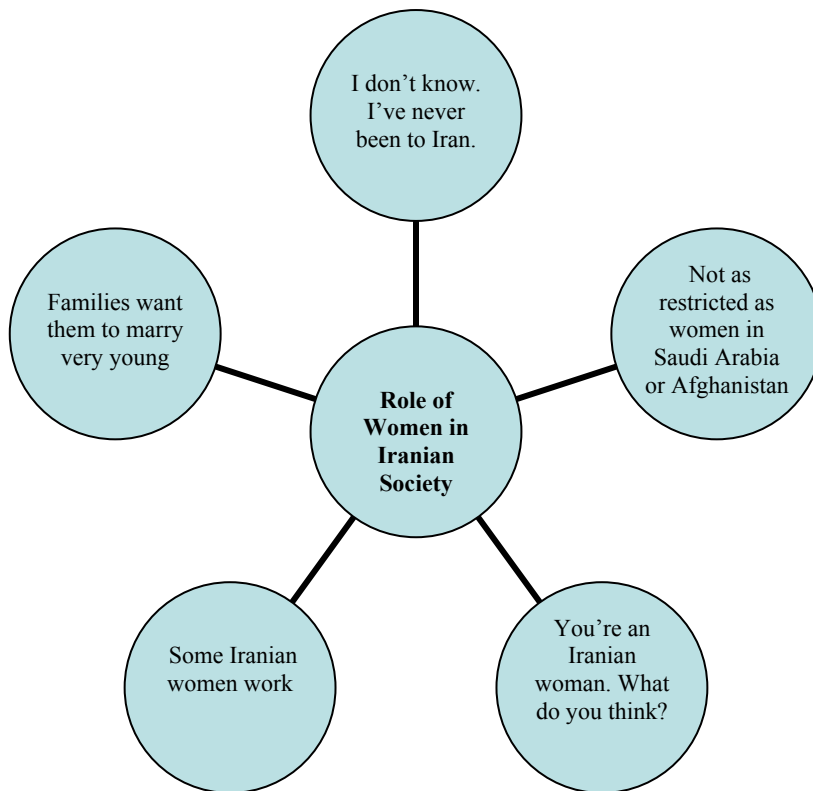 I don’t know.
I’ve never
been to Iran.
Families want
them to marry
very young
Not as
restricted as
women in
Saudi Arabia
or Afghanistan
Role of
Women in
Iranian
Society
Some Iranian
women work
You’re an
Iranian
woman. What
do you think?